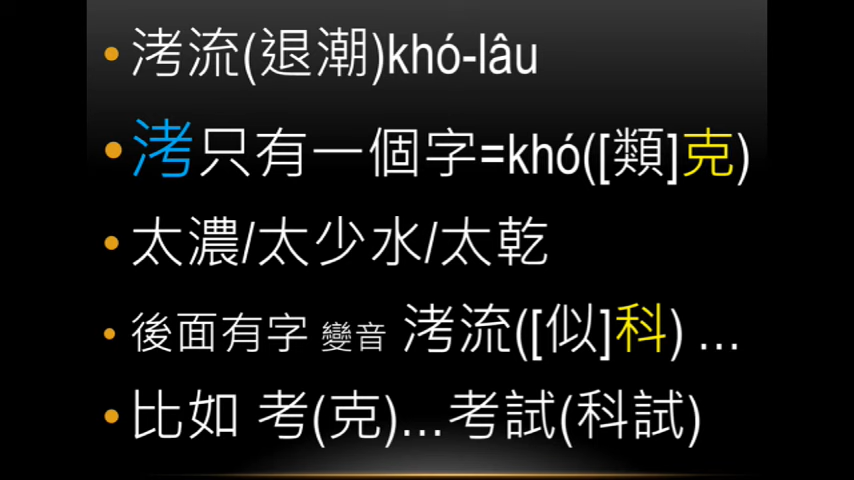 • 洘流(退潮)khó-lâu
• 洘只有一個字=khó([類]克)
• 太濃/太少水/太乾
• 後面有字 變音 洘流([似]科) ...
• 比如 考(克)...考試(科試)